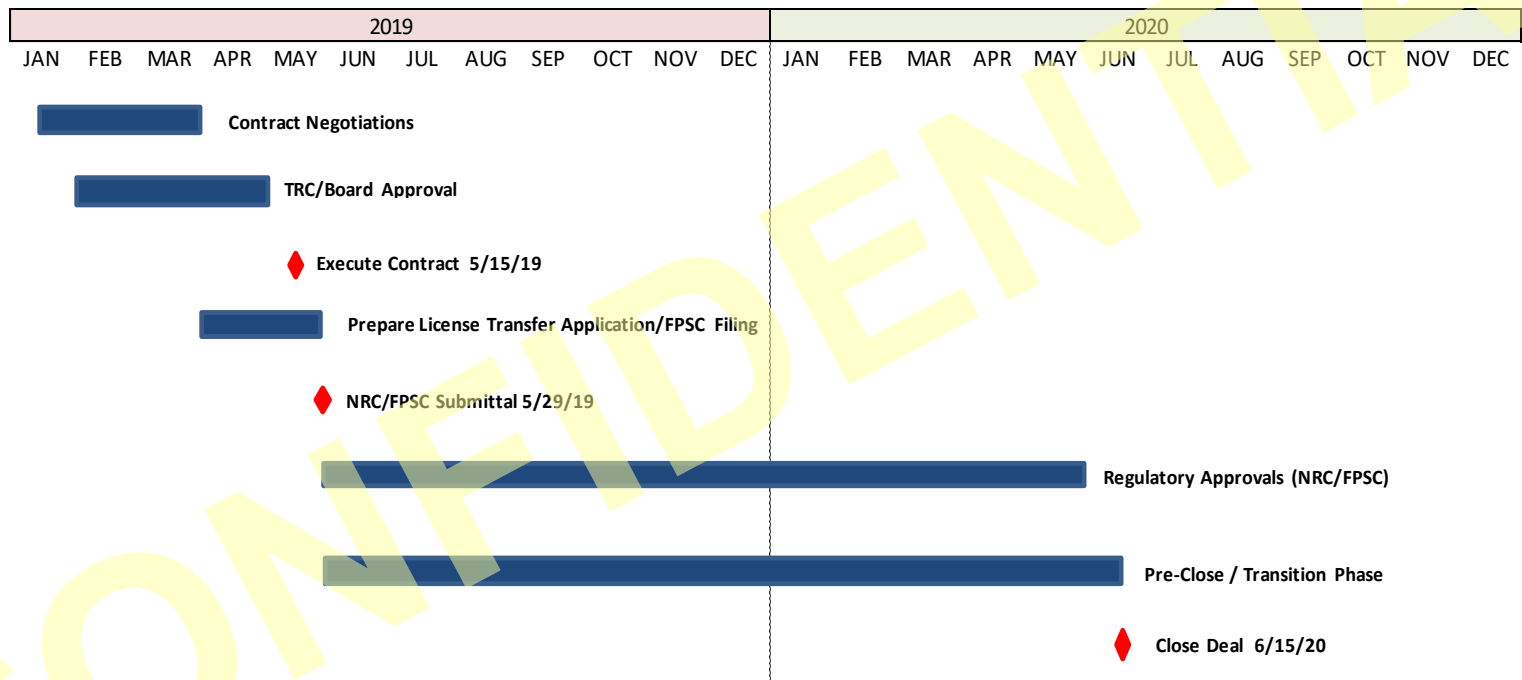 2019 2020
JAN FEB MAR APR MAY JUN JUL AUG SEP OCT NOV DEC JAN FEB MAR APR MAY JUN JUL AUG SEP OCT NOV DEC
Contract Negotiations
TRC/Board Approval
Execute Contract 5/15/19
Prepare License Transfer Application/FPSC Filing
NRC/FPSC Submittal 5/29/19
Regulatory Approvals (NRC/FPSC)
Pre-Close / Transition Phase
Close Deal 6/15/20
ONFIDENTIA